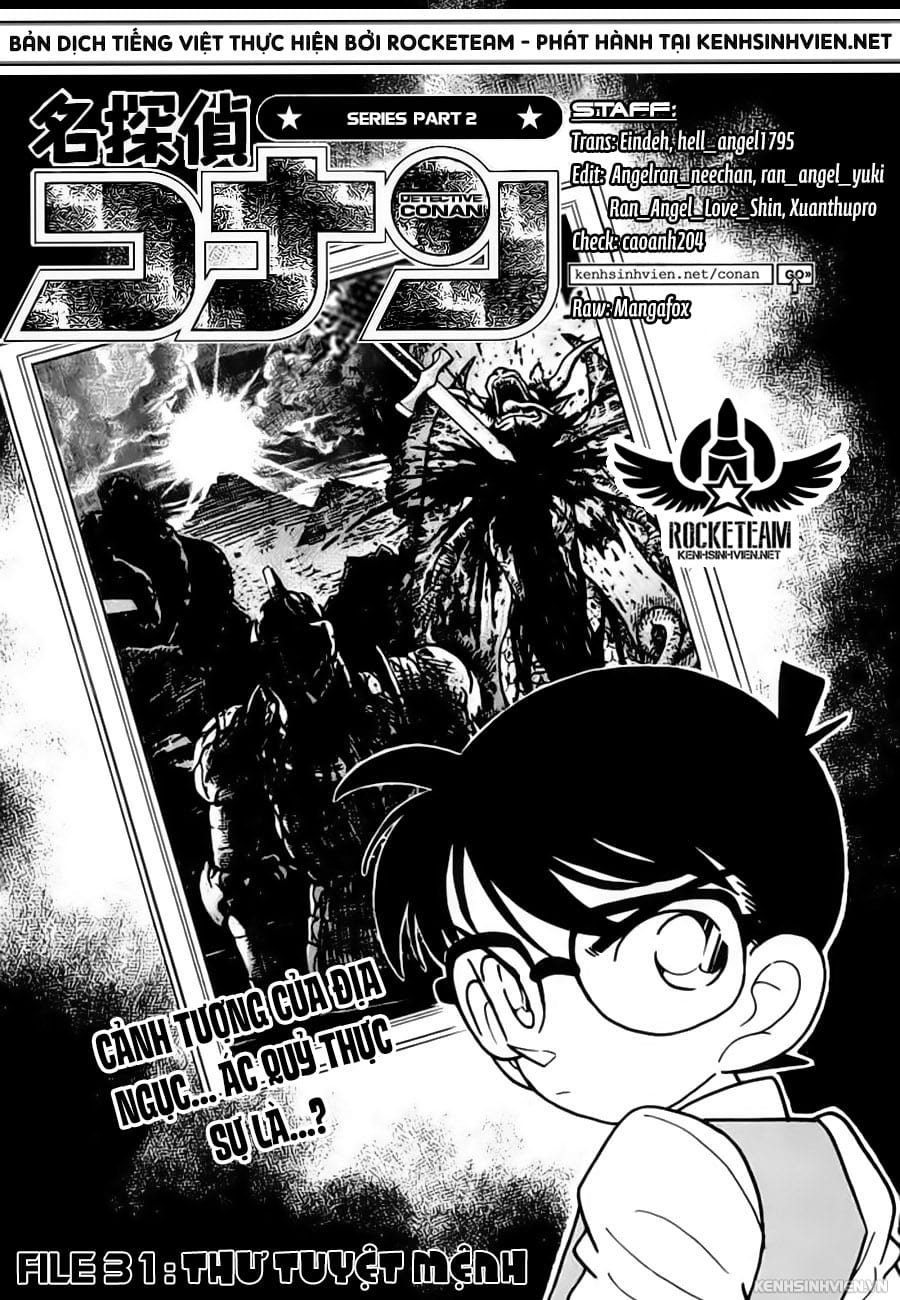 BẢN DỊCH TIẾNG VIỆT THỰC HIỆN BỞI ROCKETEAM - PHÁT HÀNH TẠI KENHSINHVIEN.NET
名探偵
★ SERIES PART 2 ★
コナン
DETECTIVE
CONAN
STAFF:
Trans: Eindeh, hell_angel1795
Edit: Angelran_neechan, ran_angel_yuki
Ran_Angel_Love_Shin, Xuanthupro
Check: caoanh204
kenhsinhvien.net/conan GO»
Raw: Mangafox
ROCKETEAM
KENHSINHVIEN.NET
CẢNH TƯỢNG CỦA ĐỊA
NGỤC... ÁC QUỶ THỰC
SỰ LÀ...?
FILE 31: THƯ TUYỆT MỆNH
KENHSINHVIEN.VN